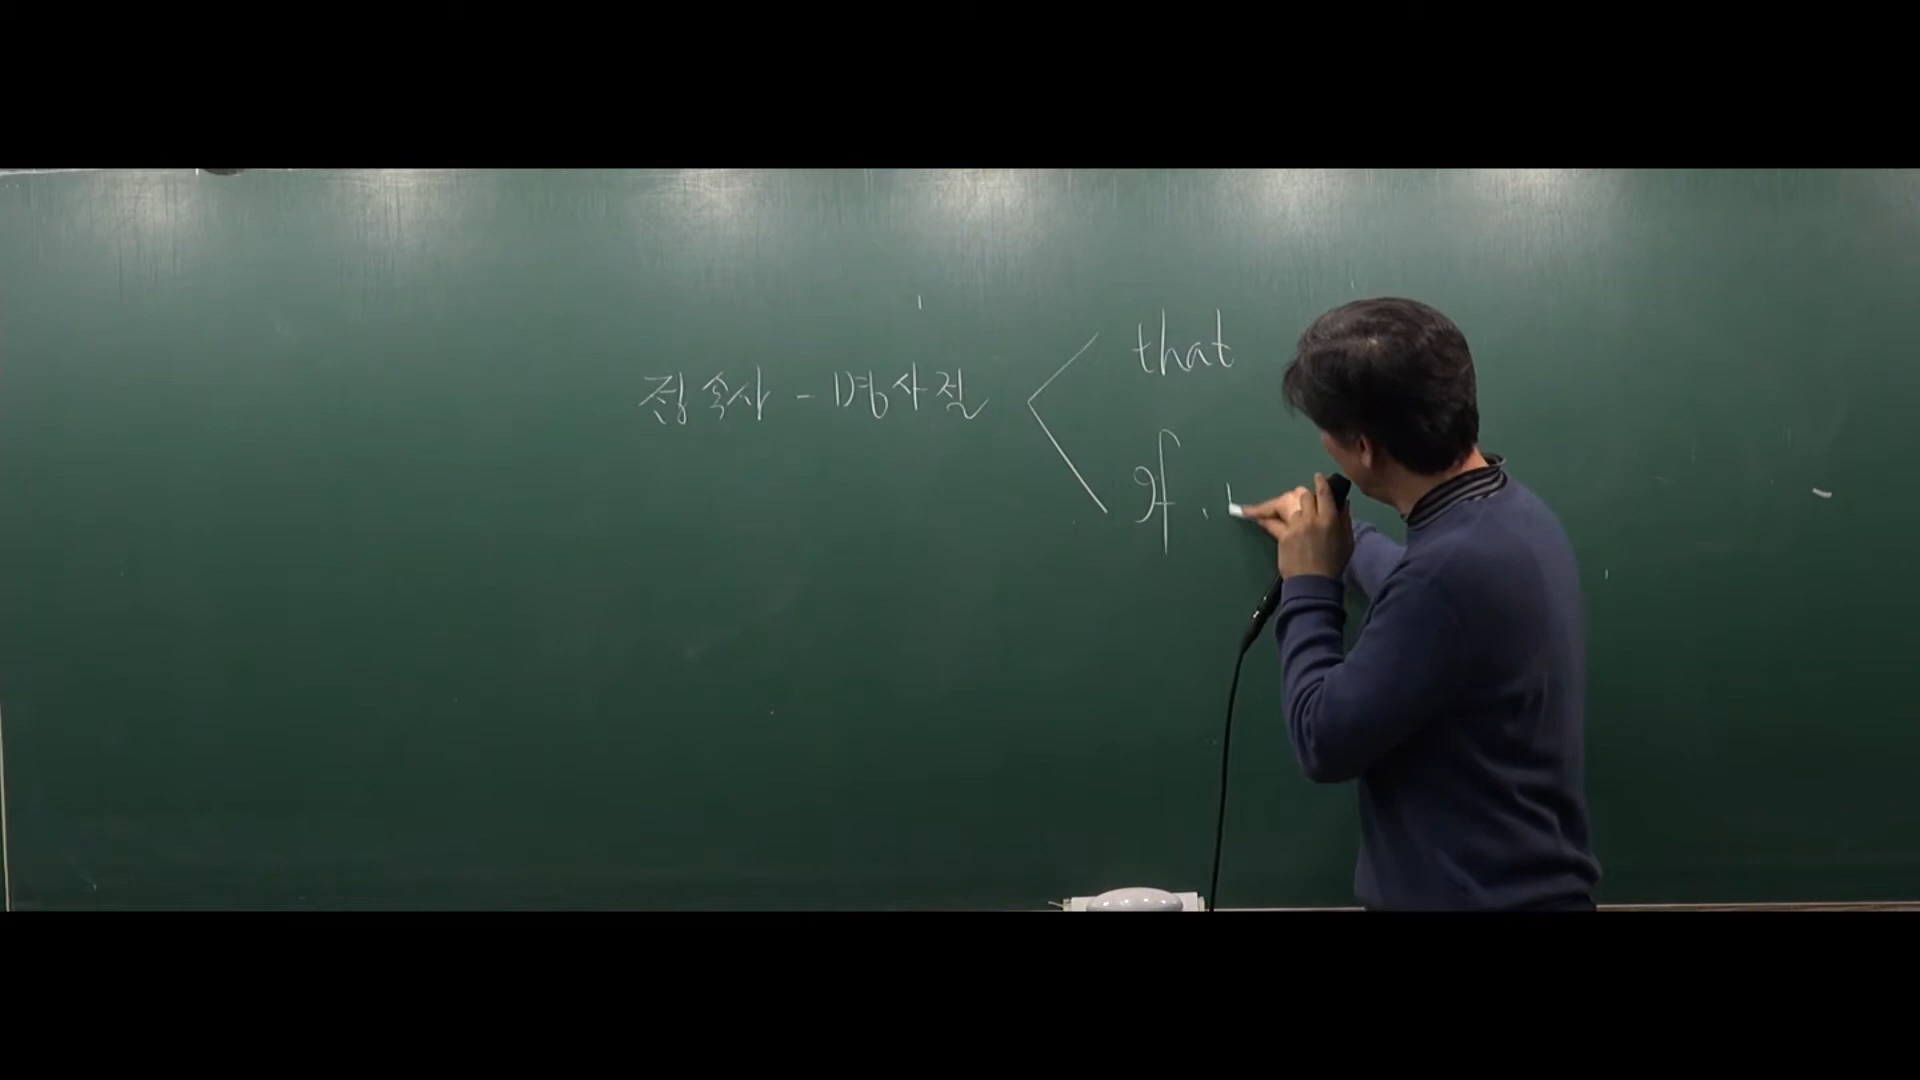 접속사 - 명사절
that
if,